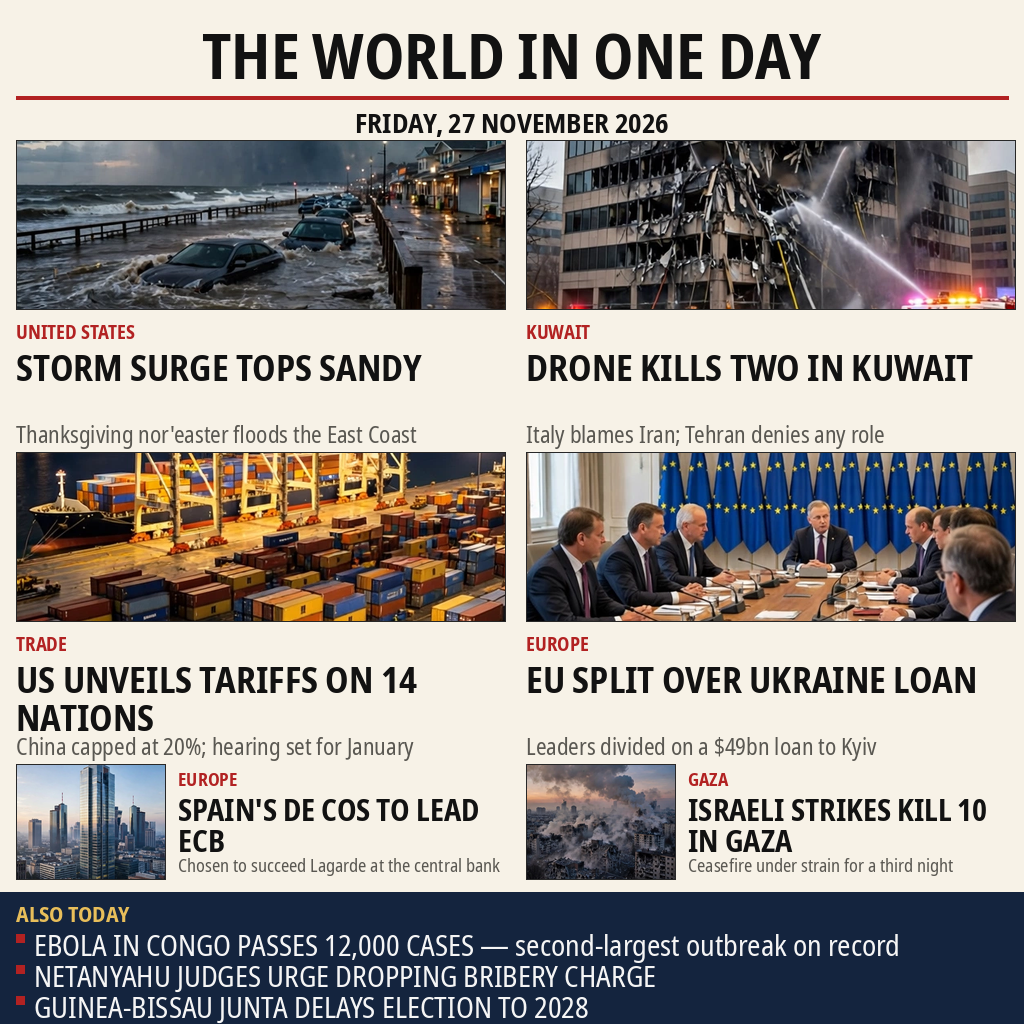 THE WORLD IN ONE DAY
FRIDAY, 27 NOVEMBER 2026
UNITED STATES
STORM SURGE TOPS SANDY
Thanksgiving nor'easter floods the East Coast
KUWAIT
DRONE KILLS TWO IN KUWAIT
Italy blames Iran; Tehran denies any role
TRADE
US UNVEILS TARIFFS ON 14
NATIONS
China capped at 20%; hearing set for January
EUROPE
EU SPLIT OVER UKRAINE LOAN
Leaders divided on a $49bn loan to Kyiv
EUROPE
SPAIN'S DE COS TO LEAD
ECB
Chosen to succeed Lagarde at the central bank
GAZA
ISRAELI STRIKES KILL 10
IN GAZA
Ceasefire under strain for a third night
ALSO TODAY
EBOLA IN CONGO PASSES 12,000 CASES — second-largest outbreak on record
NETANYAHU JUDGES URGE DROPPING BRIBERY CHARGE
GUINEA-BISSAU JUNTA DELAYS ELECTION TO 2028